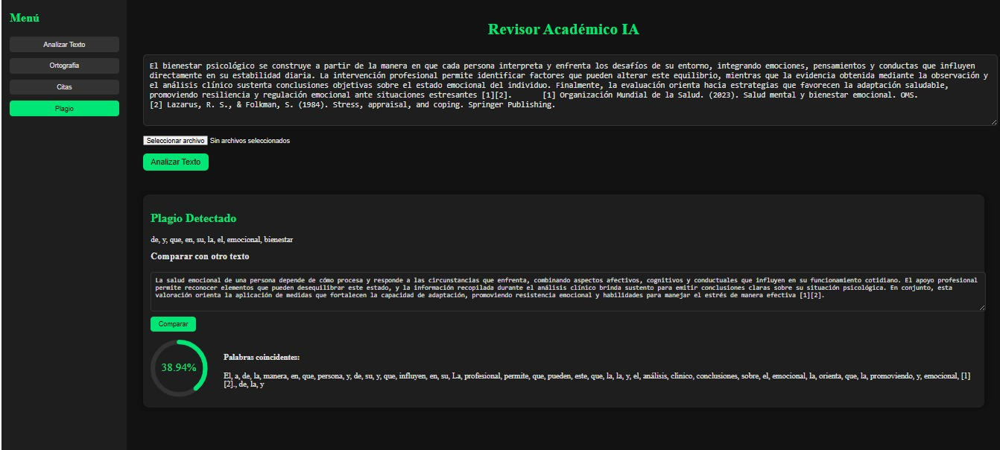 Menú
Analizar Texto
Ortografía
Citas
Plagio
Revisor Académico IA
El bienestar psicológico se construye a partir de la manera en que cada persona interpreta y enfrenta los desafíos de su entorno, integrando emociones, pensamientos y conductas que influyen
directamente en su estabilidad diaria. La intervención profesional permite identificar factores que pueden alterar este equilibrio, mientras que la evidencia obtenida mediante la observación y
el análisis clínico sustenta conclusiones objetivas sobre el estado emocional del individuo. Finalmente, la evaluación orienta hacia estrategias que favorecen la adaptación saludable,
promoviendo resiliencia y regulación emocional ante situaciones estresantes [1][2]. [1] Organización Mundial de la Salud. (2023). Salud mental y bienestar emocional. OMS.
[2] Lazarus, R. S., & Folkman, S. (1984). Stress, appraisal, and coping. Springer Publishing.
Seleccionar archivo Sin archivos seleccionados
Analizar Texto
Plagio Detectado
de, y, que, en, su, la, el, emocional, bienestar
Comparar con otro texto
La salud emocional de una persona depende de cómo procesa y responde a las circunstancias que enfrenta, combinando aspectos afectivos, cognitivos y conductuales que influyen en su funcionamiento cotidiano. El apoyo profesional
permite reconocer elementos que pueden desequilibrar este estado, y la información recopilada durante el análisis clínico brinda sustento para emitir conclusiones claras sobre su situación psicológica. En conjunto, esta
valoración orienta la aplicación de medidas que fortalecen la capacidad de adaptación, promoviendo resistencia emocional y habilidades para manejar el estrés de manera efectiva [1][2].
Comparar
38.94%
Palabras coincidentes:
El, a, de, la, manera, en, que, persona, y, de, su, y, que, influyen, en, su, La, profesional, permite, que, pueden, este, que, la, la, y, el, análisis, clínico, conclusiones, sobre, el, emocional, la, orienta, que, la, promoviendo, y, emocional, [1]
[2]., de, la, y